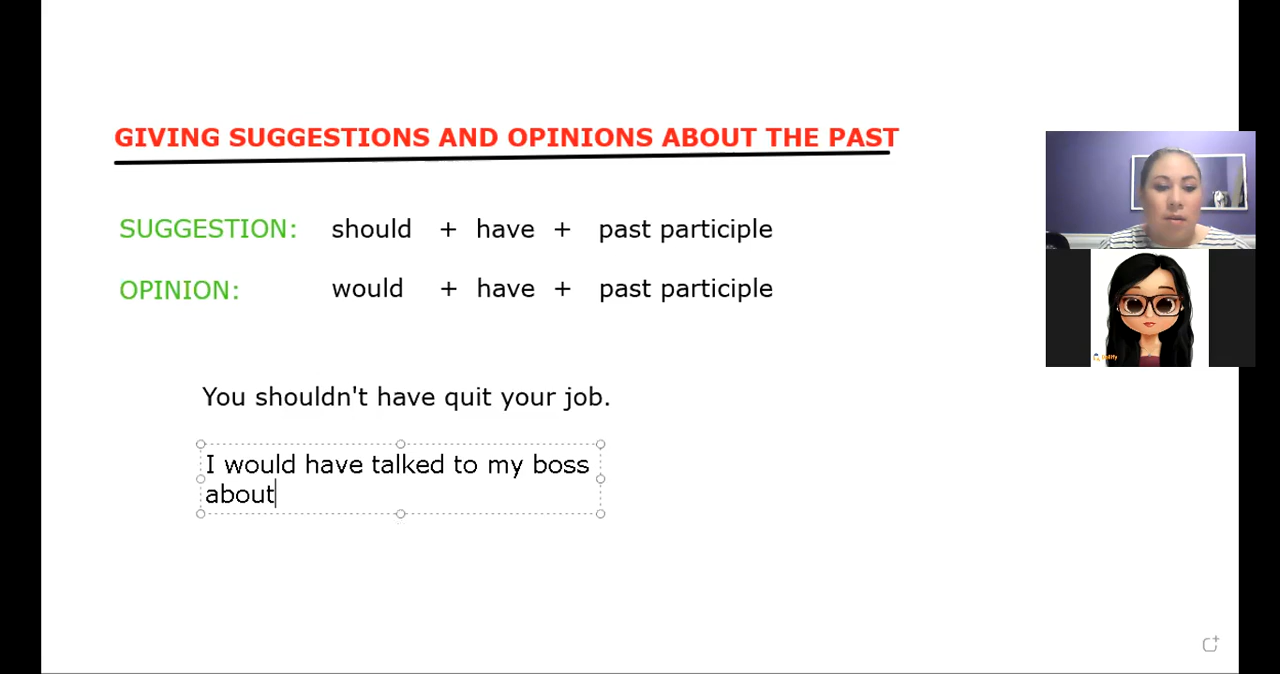 GIVING SUGGESTIONS AND OPINIONS ABOUT THE PAST
SUGGESTION: should + have + past participle
OPINION: would + have + past participle
You shouldn't have quit your job.
I would have talked to my boss
about